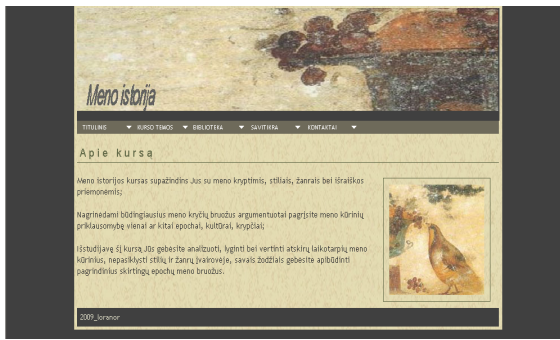 Meno istorija
TITULINIS KURSO TEMOS BIBLIOTEKA SAVITIKRA KONTAKTAI
Apie kursą
Meno istorijos kursas supažindins Jus su meno kryptimis, stiliais, žanrais bei išraiškos
priemonėmis;
Nagrinėdami būdingiausius meno krypčių bruožus argumentuotai pagrįsite meno kūrinių
priklausomybę vienai ar kitai epochai, kultūrai, krypčiai;
Išstudijavę šį kursą Jūs gebėsite analizuoti, lyginti bei vertinti atskirų laikotarpių meno
kūrinius, nepasiklysti stilių ir žanrų įvairovėje, savais žodžiais gebėsite apibūdinti
pagrindinius skirtingų epochų meno bruožus.
2009_loranor